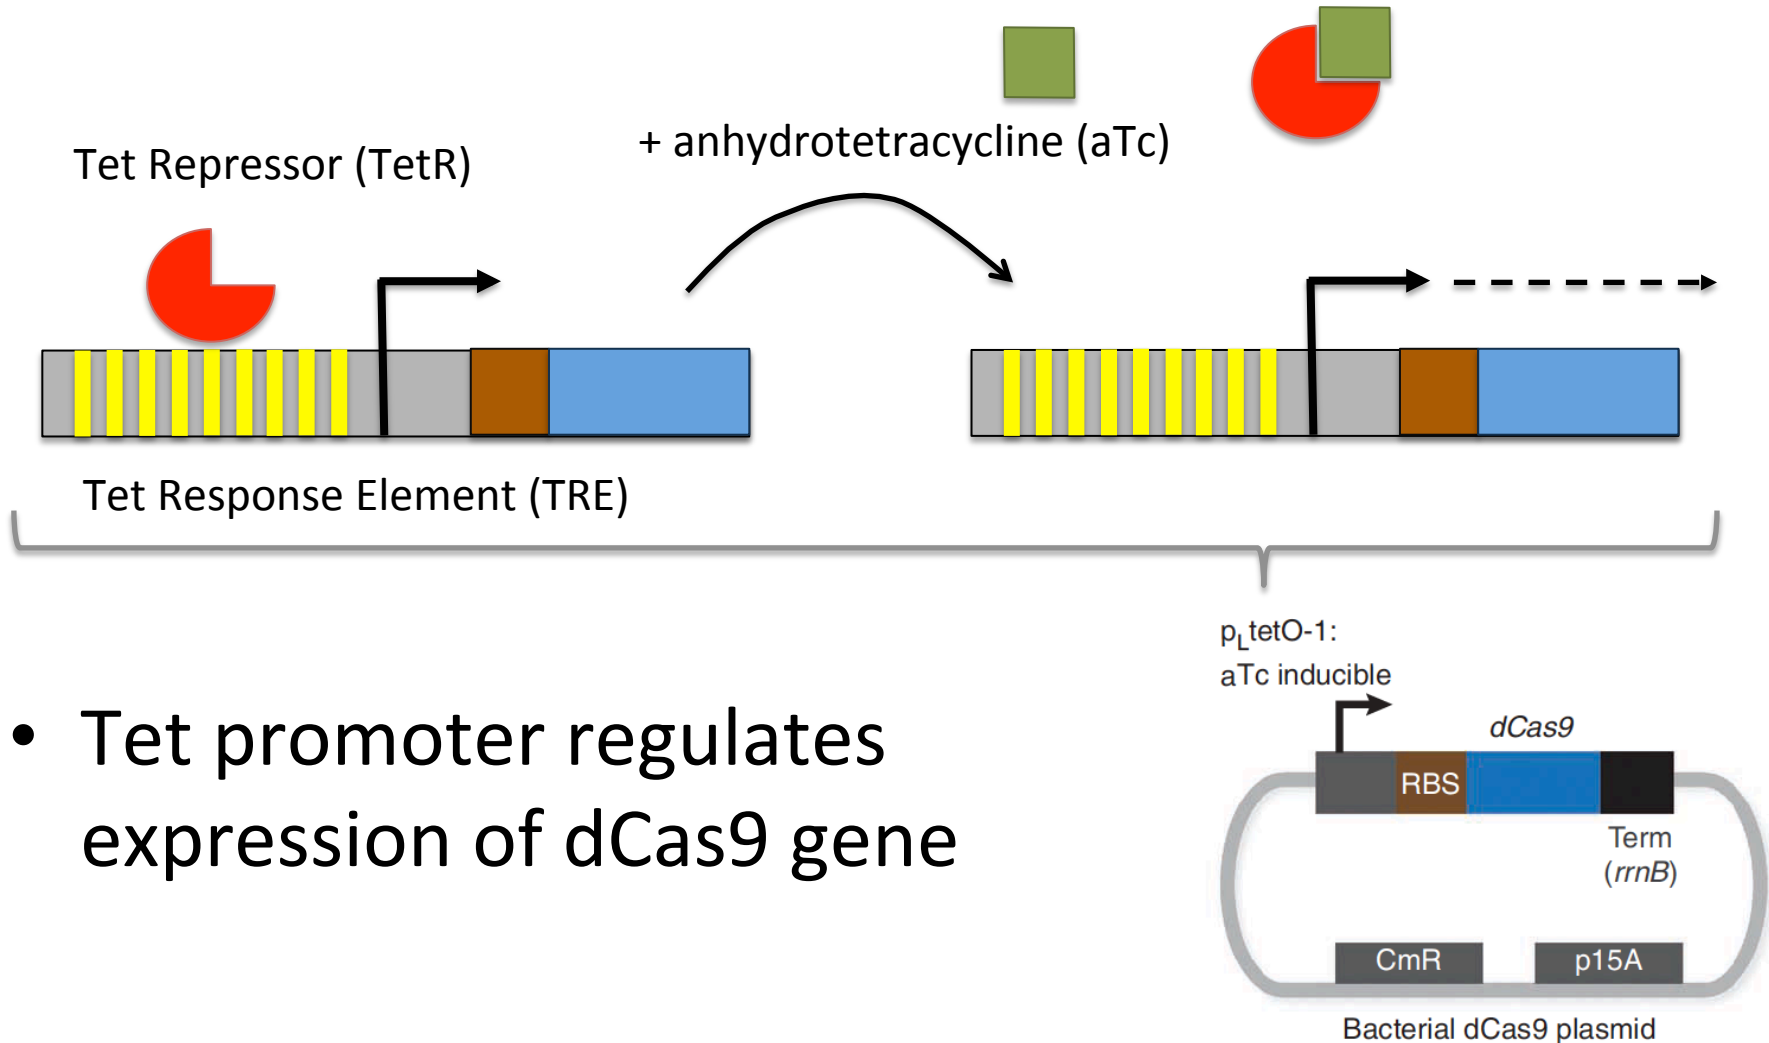 Tet Repressor (TetR)
+ anhydrotetracycline (aTc)
Tet Response Element (TRE)
• Tet promoter regulates
expression of dCas9 gene
pLtetO-1:
aTc inducible
dCas9
RBS
Term
(rrnB)
CmR
p15A
Bacterial dCas9 plasmid